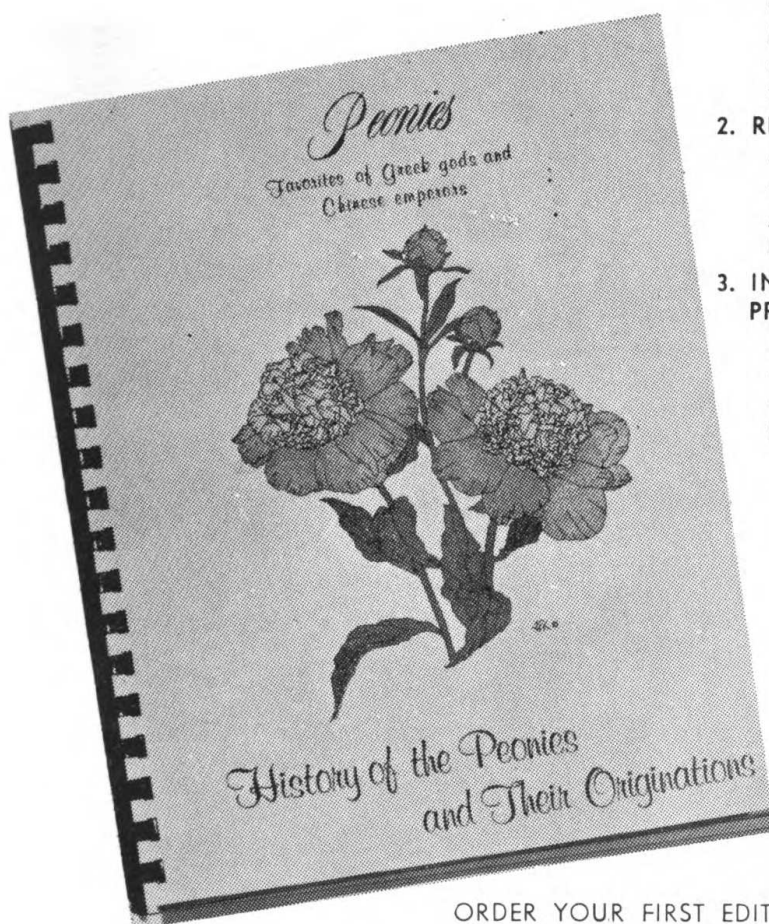 Peonies
Favorites of Greek gods and
Chinese emperors
History of the Peonies
and Their Originations
2. R
3. IN
PR
ORDER YOUR FIRST EDIT